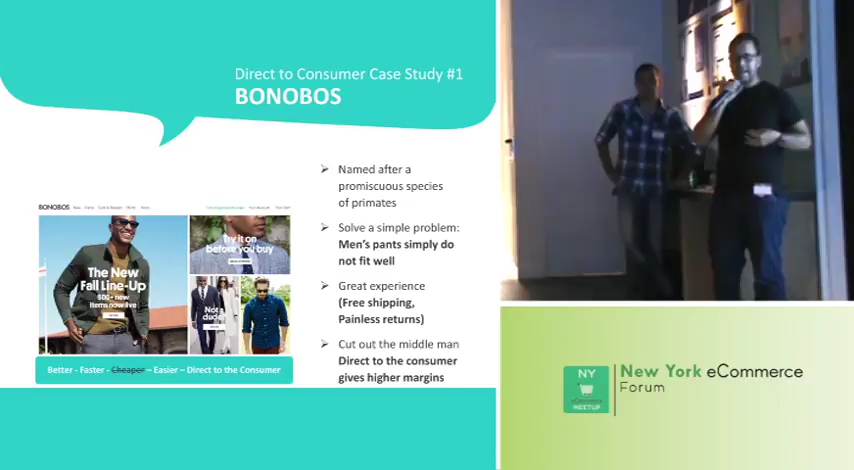 Direct to Consumer Case Study #1
BONOBOS
Named after a
promiscuous species
of primates
Solve a simple problem:
Men's pants simply do
not fit well
Great experience
(Free shipping,
Painless returns)
Cut out the middle man
Direct to the consumer
gives higher margins
BONOBOS
The New
Fall Line-Up
500+ new
items now live
Try it on
before you buy
Not a
dude?
Better - Faster - Cheaper – Easier – Direct to the Consumer
NY
eCommerce
MEETUP
New York eCommerce
Forum